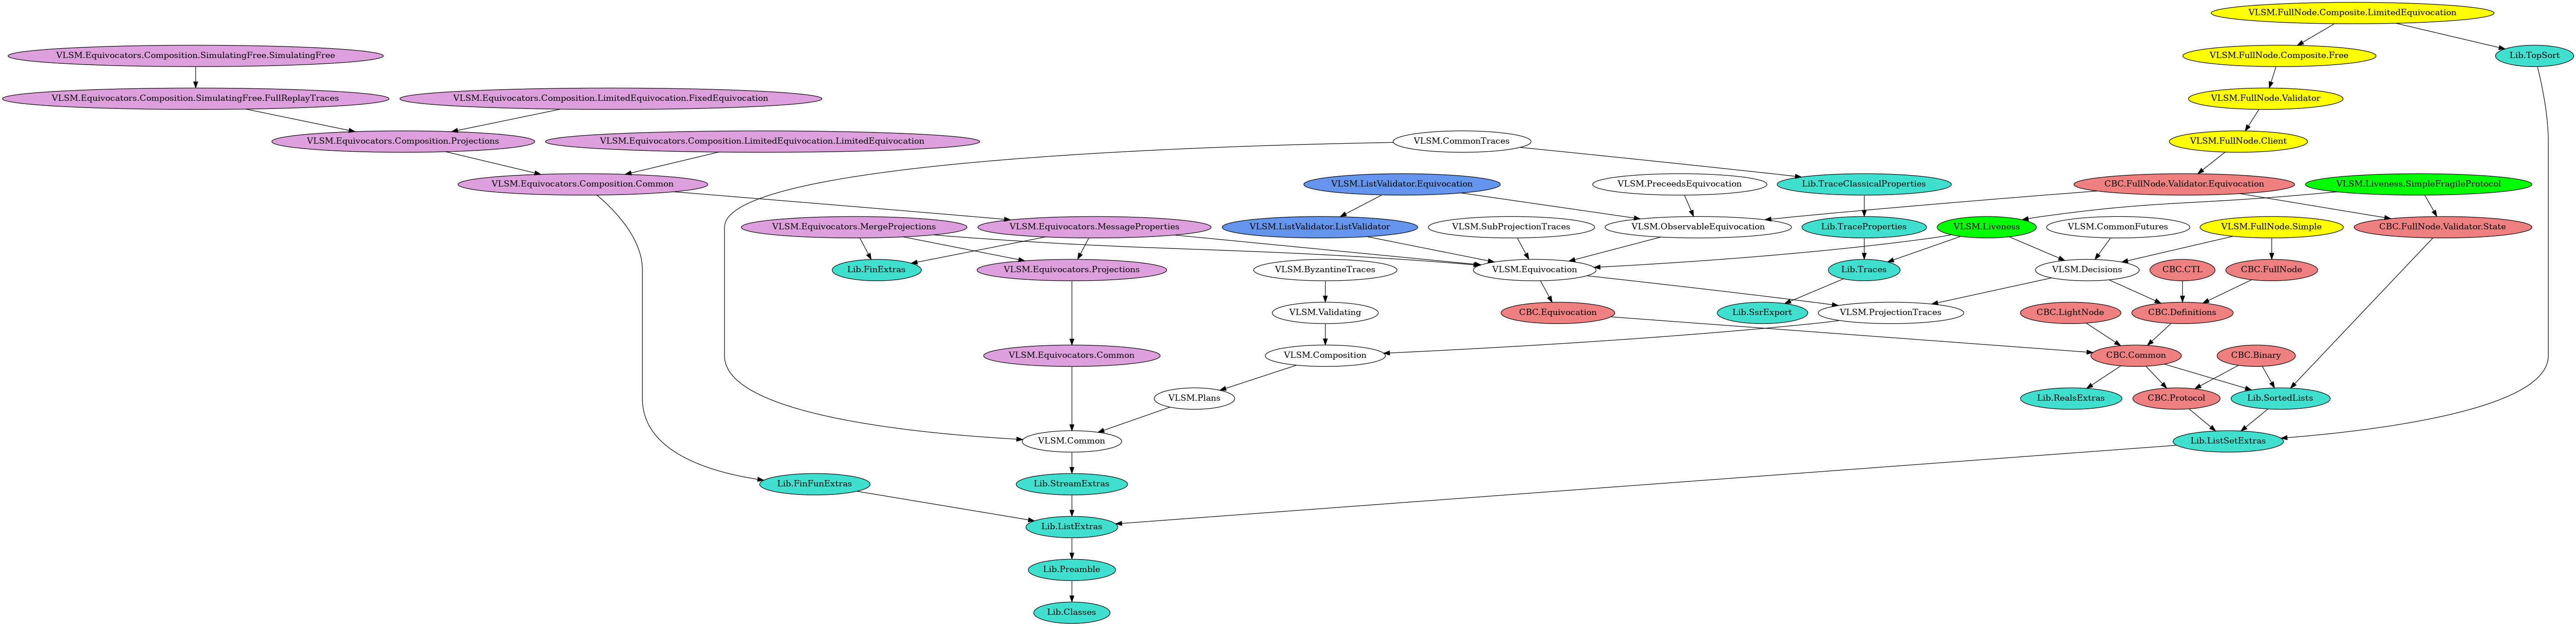 VLSM.FullNode.Composite.LimitedEquivocation
VLSM.Equivocators.Composition.SimulatingFree.SimulatingFree
VLSM.FullNode.Composite.Free
Lib.TopSort
VLSM.Equivocators.Composition.SimulatingFree.FullReplayTraces
VLSM.Equivocators.Composition.LimitedEquivocation.FixedEquivocation
VLSM.FullNode.Validator
VLSM.Equivocators.Composition.Projections
VLSM.Equivocators.Composition.LimitedEquivocation.LimitedEquivocation
VLSM.CommonTraces
VLSM.FullNode.Client
VLSM.Equivocators.Composition.Common
VLSM.ListValidator.Equivocation
VLSM.PreceedsEquivocation
Lib.TraceClassicalProperties
CBC.FullNode.Validator.Equivocation
VLSM.Liveness.SimpleFragileProtocol
VLSM.Equivocators.MergeProjections
VLSM.Equivocators.MessageProperties
VLSM.ListValidator.ListValidator
VLSM.SubProjectionTraces
VLSM.ObservableEquivocation
Lib.TraceProperties
VLSM.Liveness
VLSM.CommonFutures
VLSM.FullNode.Simple
CBC.FullNode.Validator.State
Lib.FinExtras
VLSM.Equivocators.Projections
VLSM.ByzantineTraces
VLSM.Equivocation
Lib.Traces
VLSM.Decisions
CBC.CTL
CBC.FullNode
VLSM.Validating
CBC.Equivocation
Lib.SsrExport
VLSM.ProjectionTraces
CBC.LightNode
CBC.Definitions
VLSM.Equivocators.Common
VLSM.Composition
CBC.Common
CBC.Binary
VLSM.Plans
Lib.RealsExtras
CBC.Protocol
Lib.SortedLists
VLSM.Common
Lib.ListSetExtras
Lib.FinFunExtras
Lib.StreamExtras
Lib.ListExtras
Lib.Preamble
Lib.Classes